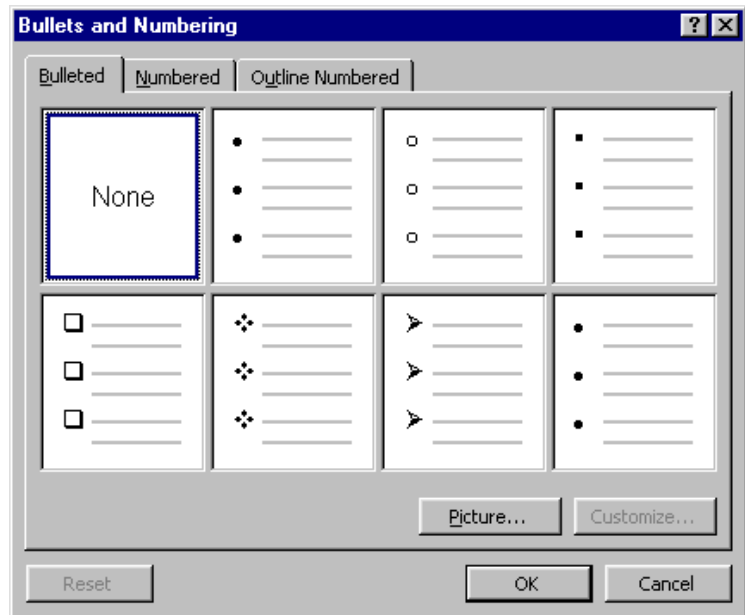 Bullets and Numbering
Bulleted Numbered Outline Numbered
None
Picture... Customize...
Reset OK Cancel